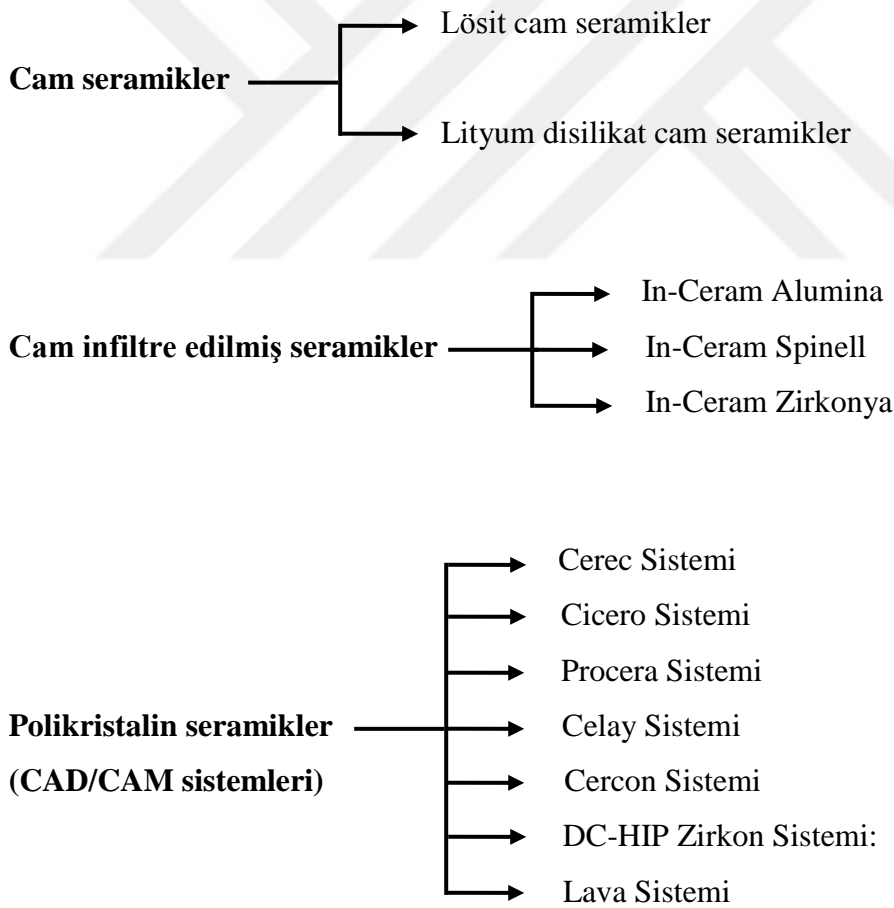 Lösit cam seramikler
Cam seramikler
Lityum disilikat cam seramikler
In-Ceram Alumina
Cam infiltre edilmiş seramikler
In-Ceram Spinell
In-Ceram Zirkonya
Cerec Sistemi
Cicero Sistemi
Procera Sistemi
Polikristalin seramikler
Celay Sistemi
(CAD/CAM sistemleri)
Cercon Sistemi
DC-HIP Zirkon Sistemi:
Lava Sistemi